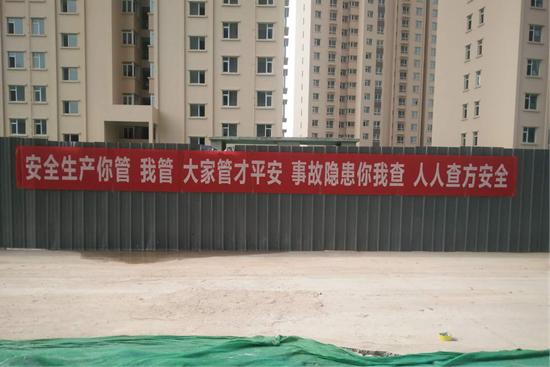 安全生产你管 我管 大家管才平安 事故隐患你我查 人人查方安全